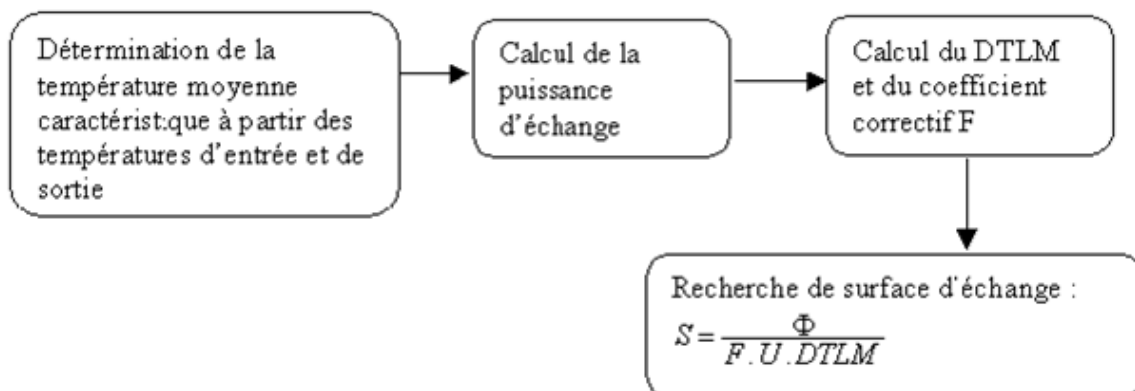 Détermination de la
température moyenne
caractérist:que à partir des
températures d'entrée et de
sortie
Calcul de la
puissance
d'échange
Calcul du DTLM
et du coefficient
correctif F
Recherche de surface d'échange :
S = Φ / F.U.DTLM